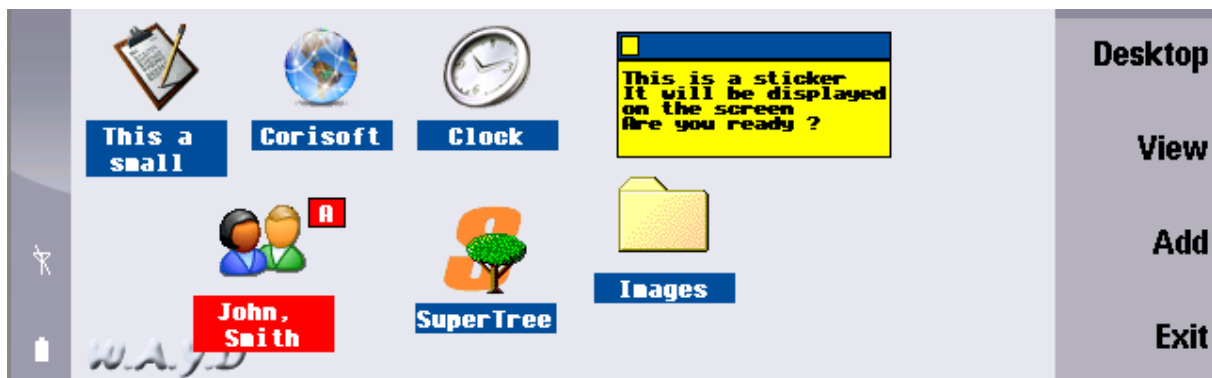 Desktop
This is a sticker
It will be displayed
on the screen
Are you ready ?
This a
small
Corisoft
Clock
View
A
Add
Images
John,
Smith
SuperTree
Exit
W.A.y.D